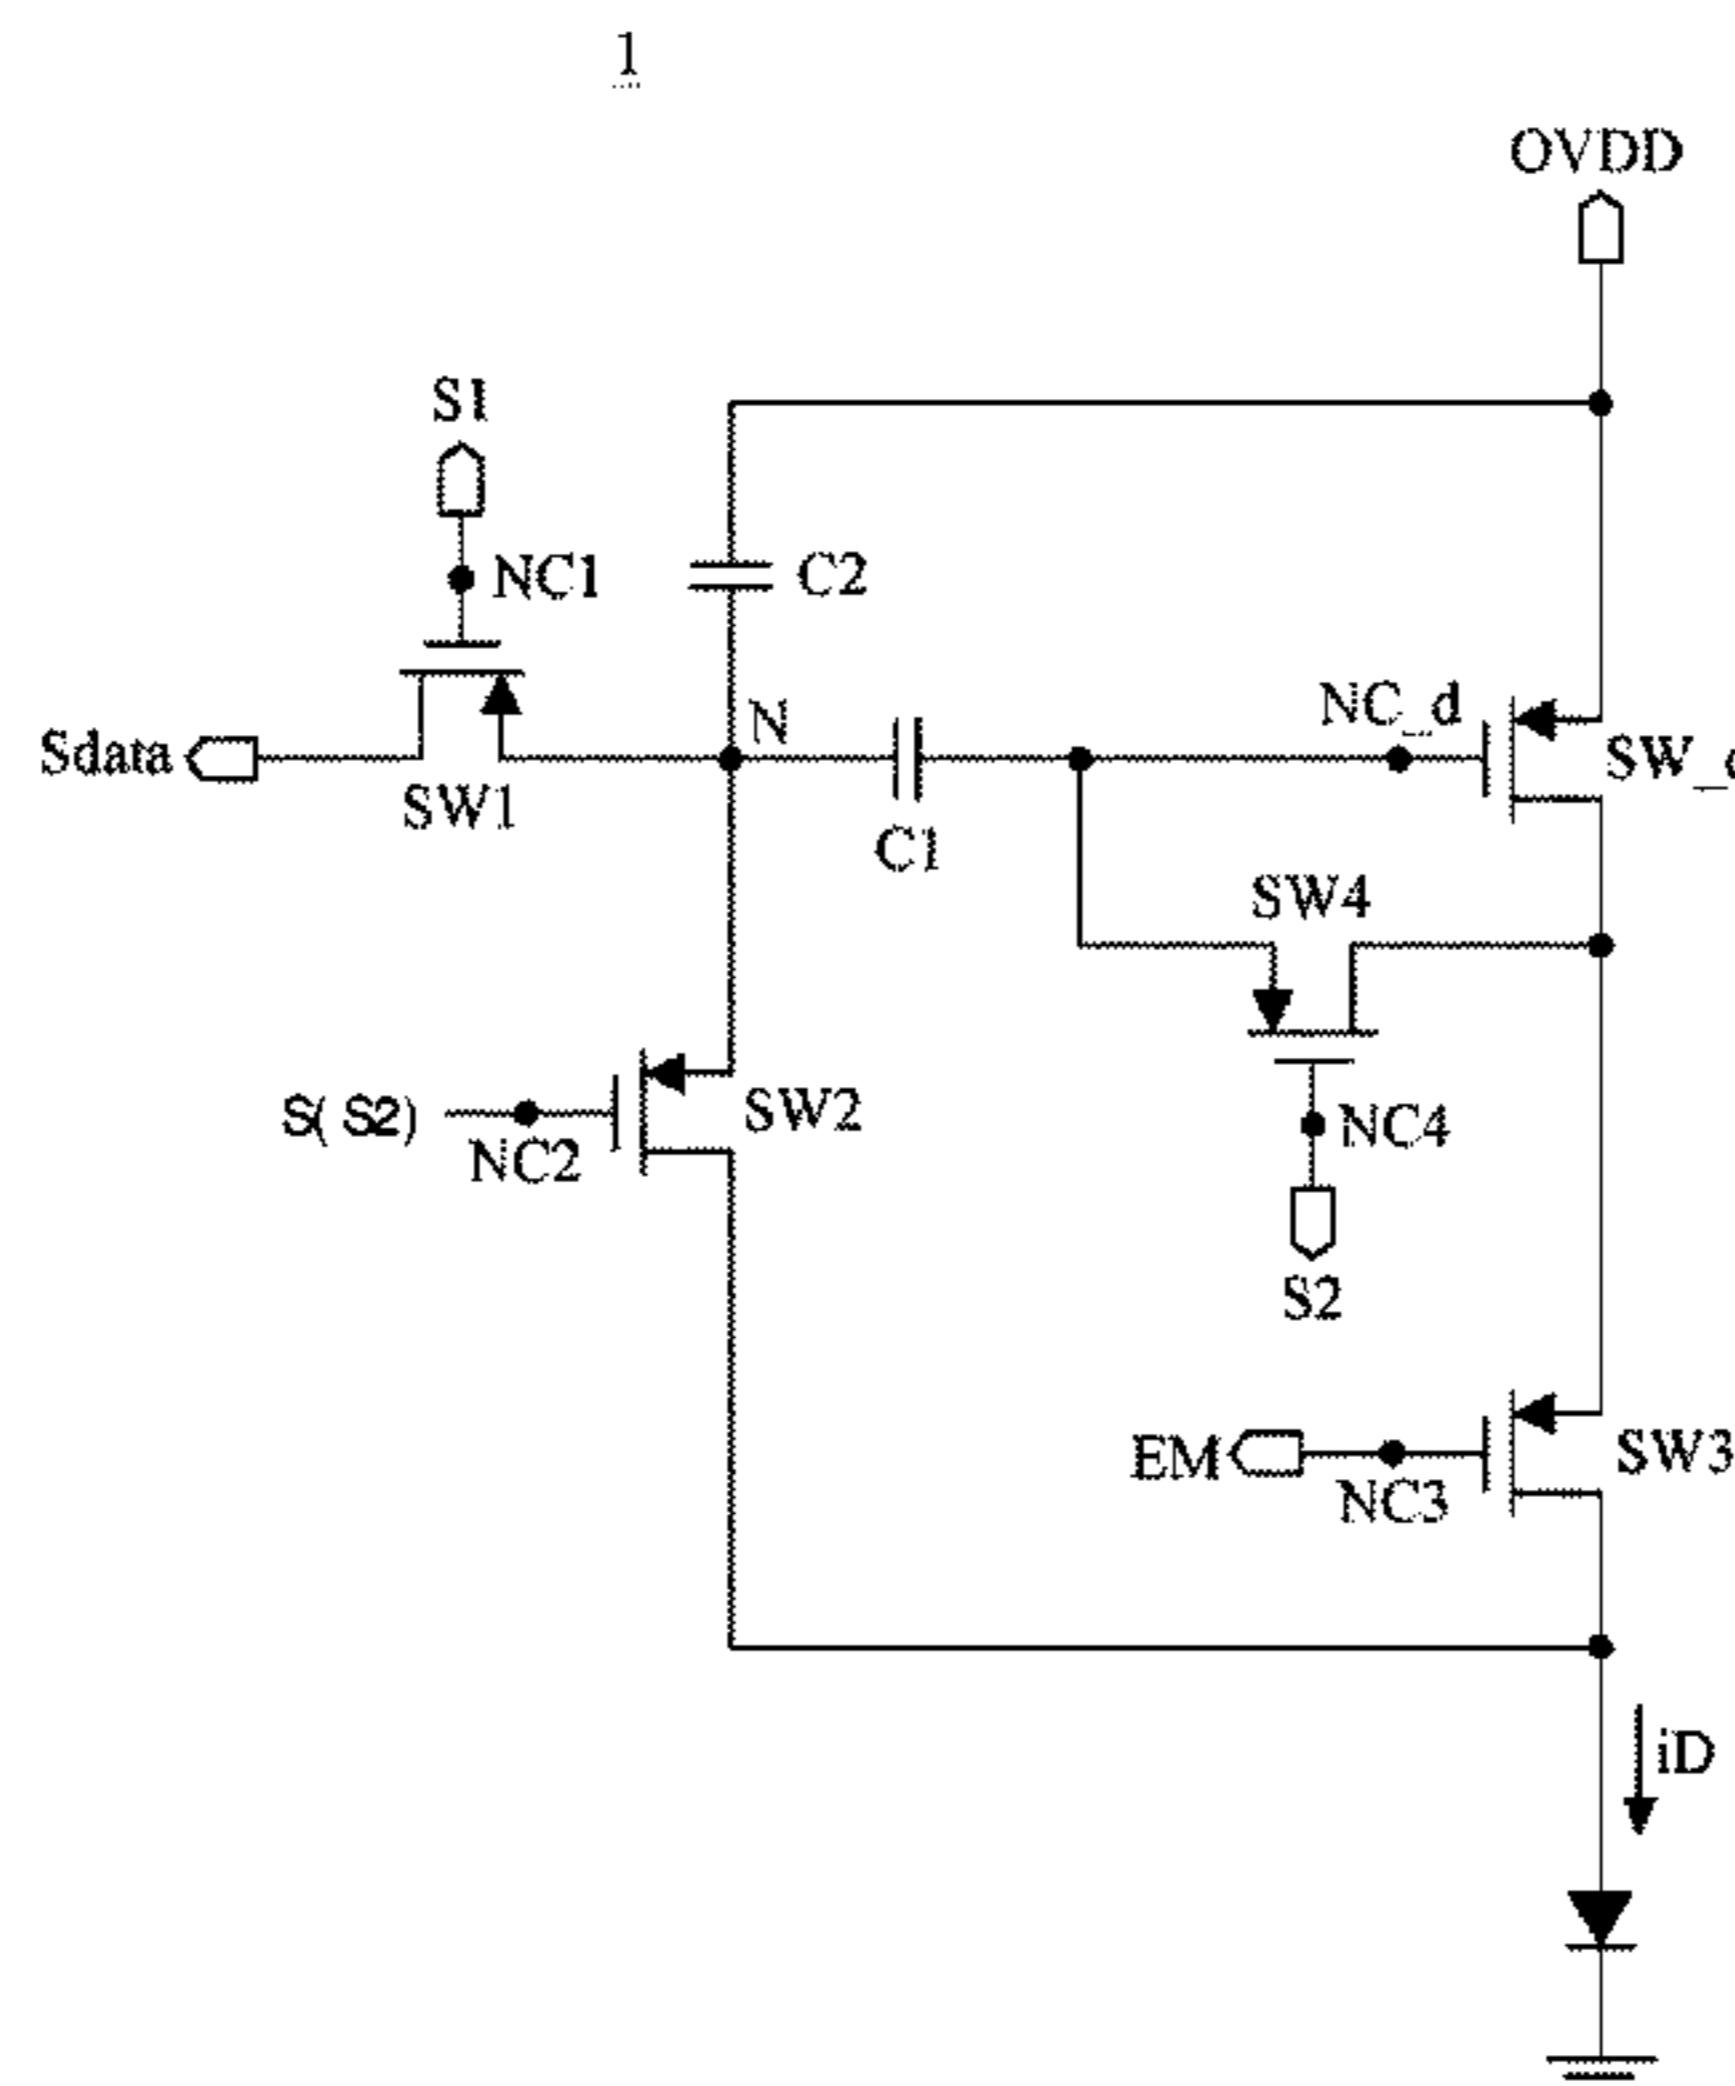 1
OVDD
S1
NC1
C2
N
NC_d
Sdata
SW1
C1
SW4
S(S2)
NC2
SW2
NC4
S2
EM
NC3
SW3
iD